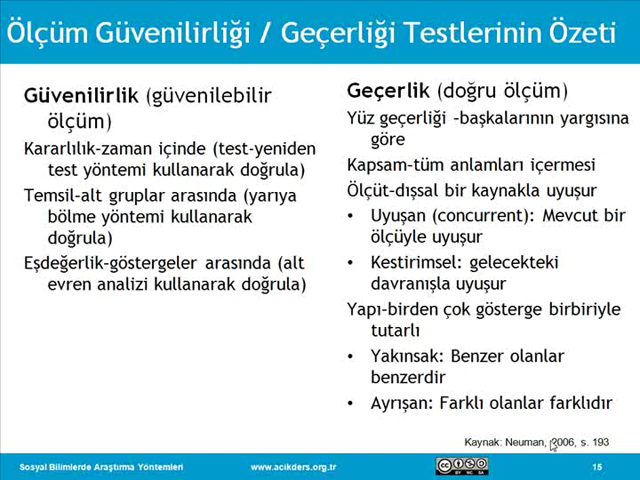 Ölçüm Güvenilirliği / Geçerliği Testlerinin Özeti
Güvenilirlik (güvenilebilir
ölçüm)
Kararlılık–zaman içinde (test-yeniden
test yöntemi kullanarak doğrula)
Temsil–alt gruplar arasında (yarıya
bölme yöntemi kullanarak
doğrula)
Eşdeğerlik–göstergeler arasında (alt
evren analizi kullanarak doğrula)
Geçerlik (doğru ölçüm)
Yüz geçerliği –başkalarının yargısına
göre
Kapsam–tüm anlamları içermesi
Ölçüt–dışsal bir kaynakla uyuşur
• Uyuşan (concurrent): Mevcut bir
ölçüyle uyuşur
• Kestirimsel: gelecekteki
davranışla uyuşur
Yapı–birden çok gösterge birbiriyle
tutarlı
• Yakınsak: Benzer olanlar
benzerdir
• Ayrışan: Farklı olanlar farklıdır
Kaynak: Neuman, 2006, s. 193
Sosyal Bilimlerde Araştırma Yöntemleri
www.acikders.org.tr
cc
BY NC SA
15